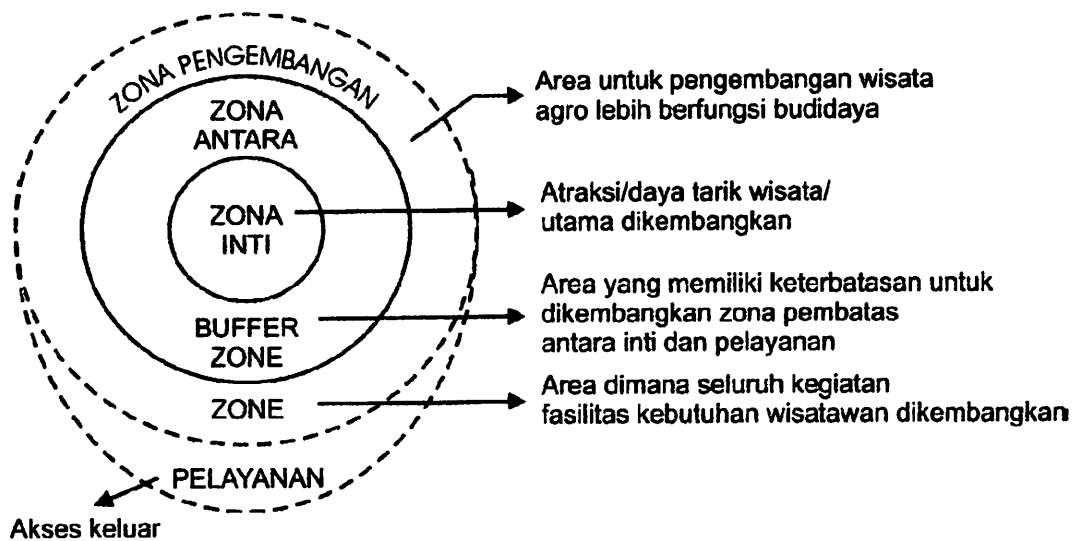 ZONA PENGEMBANGAN
ZONA
ANTARA
ZONA
INTI
BUFFER
ZONE
ZONE
PELAYANAN
Akses keluar
Area untuk pengembangan wisata
agro lebih berfungsi budidaya
Atraksi/daya tarik wisata/
utama dikembangkan
Area yang memiliki keterbatasan untuk
dikembangkan zona pembatas
antara inti dan pelayanan
Area dimana seluruh kegiatan
fasilitas kebutuhan wisatawan dikembangkan